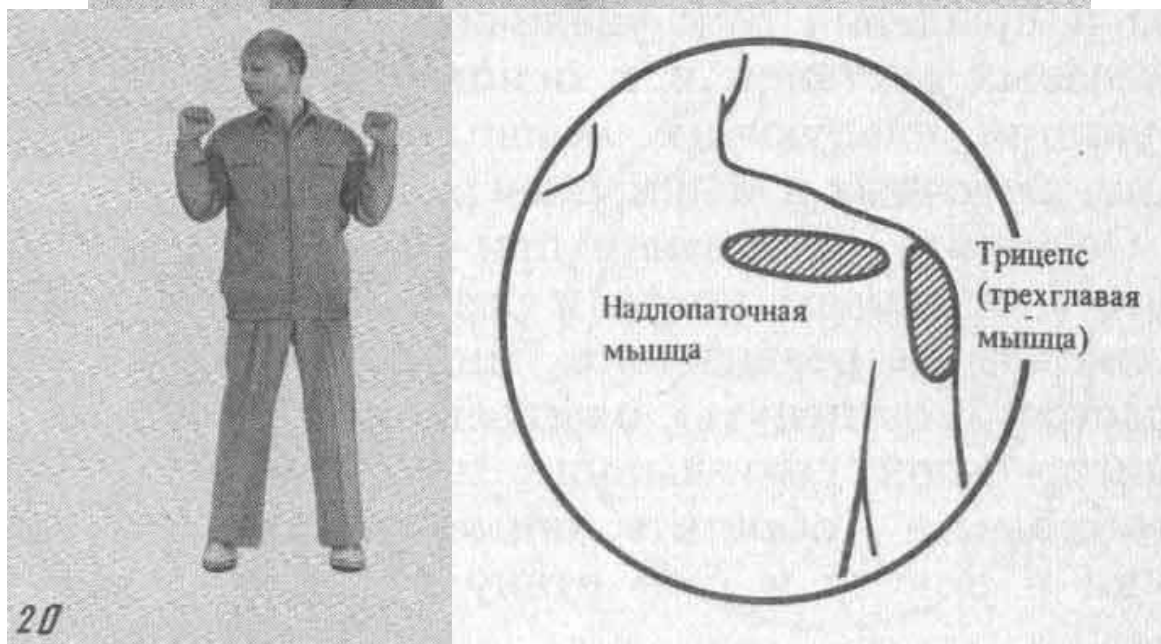 Надлопаточная
мышца
Трицепс
(трехглавая
мышца)
20